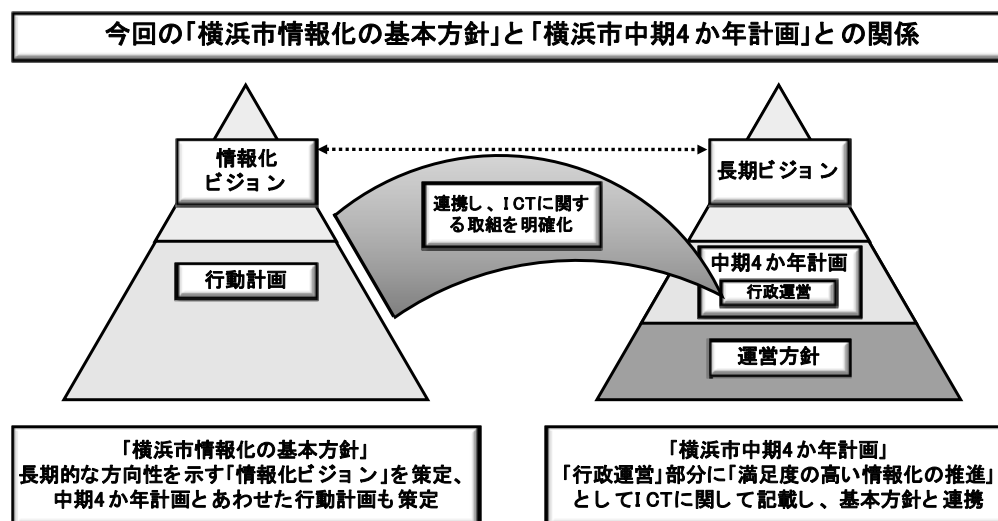 今回の「横浜市情報化の基本方針」と「横浜市中期4か年計画」との関係
情報化
ビジョン
長期ビジョン
連携し、ICTに関す
る取組を明確化
中期4か年計画
行政運営
行動計画
運営方針
「横浜市情報化の基本方針」
長期的な方向性を示す「情報化ビジョン」を策定、
中期4か年計画とあわせた行動計画も策定
「横浜市中期4か年計画」
「行政運営」部分に「満足度の高い情報化の推進」
としてICTに関して記載し、基本方針と連携